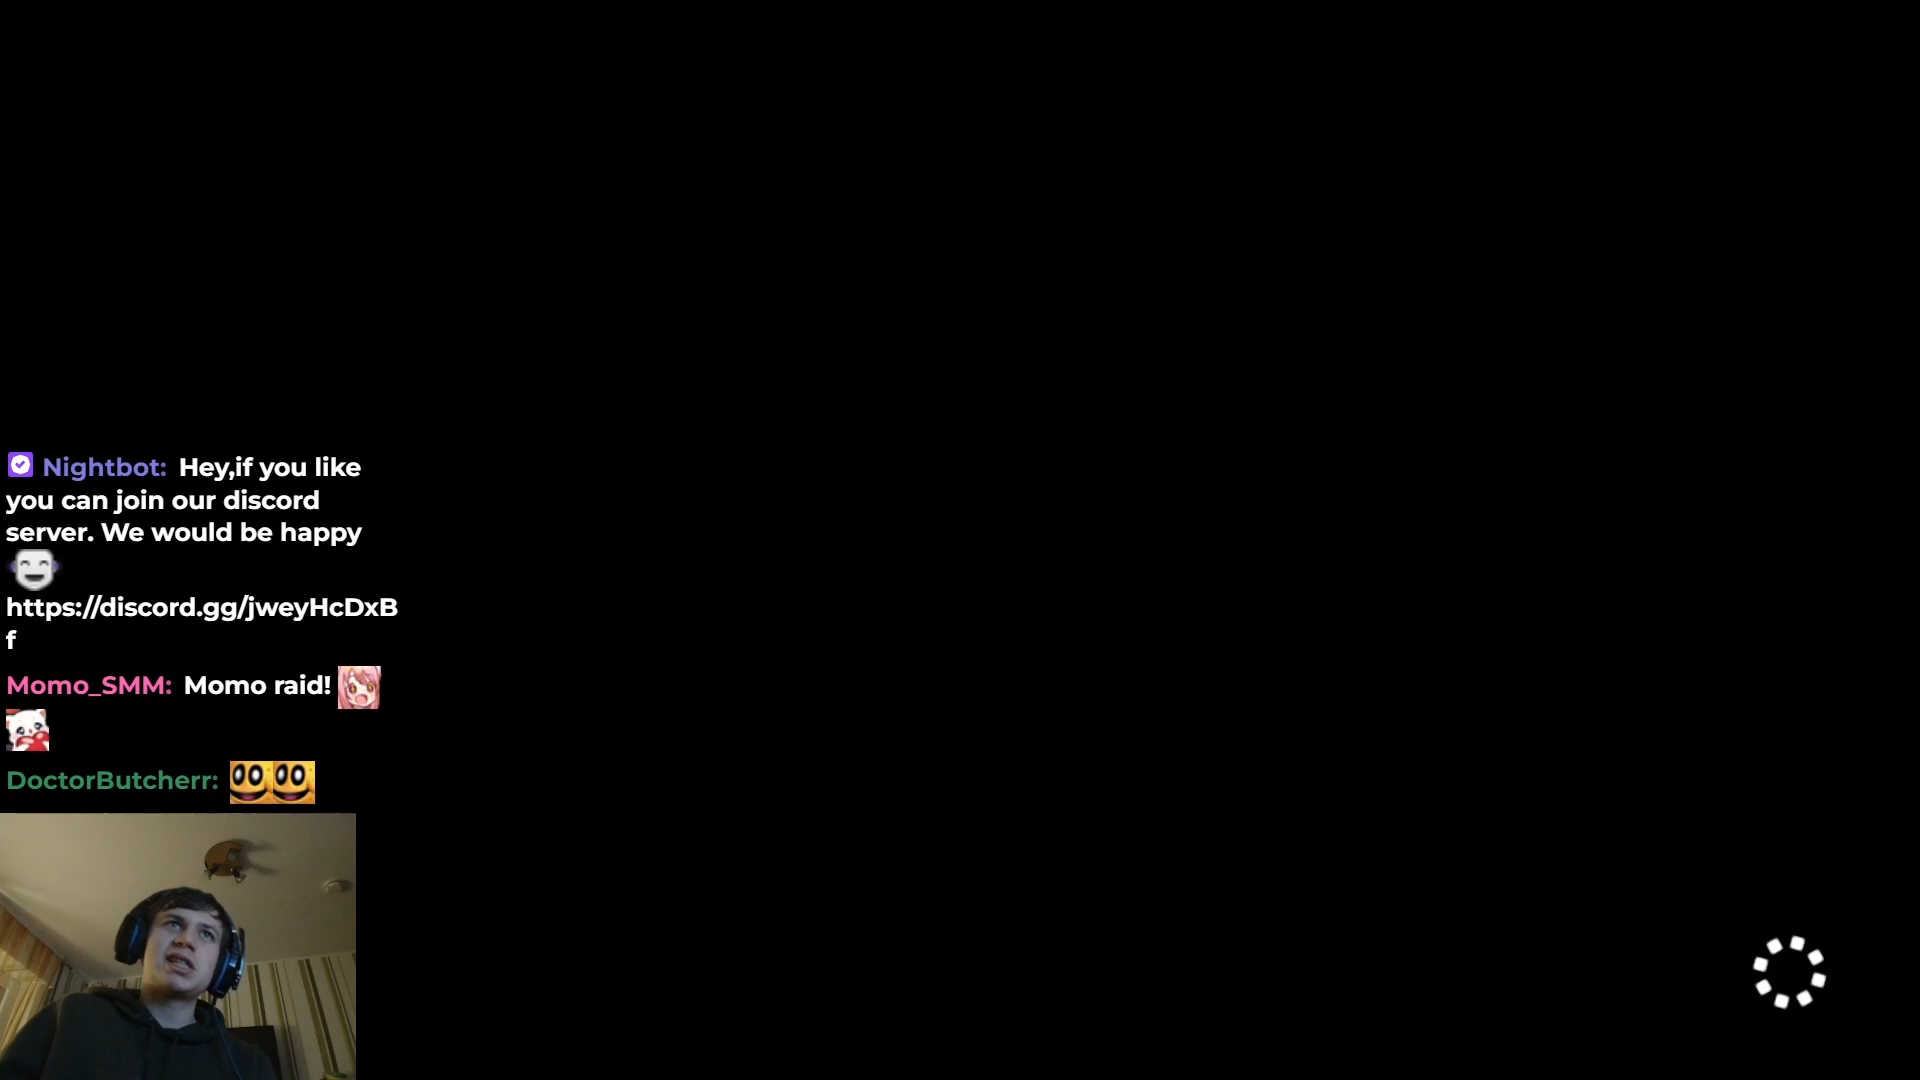 Nightbot: Hey,if you like
you can join our discord
server. We would be happy
https://discord.gg/jweyHcDxB
f
Momo_SMM: Momo raid!
DoctorButcherr: